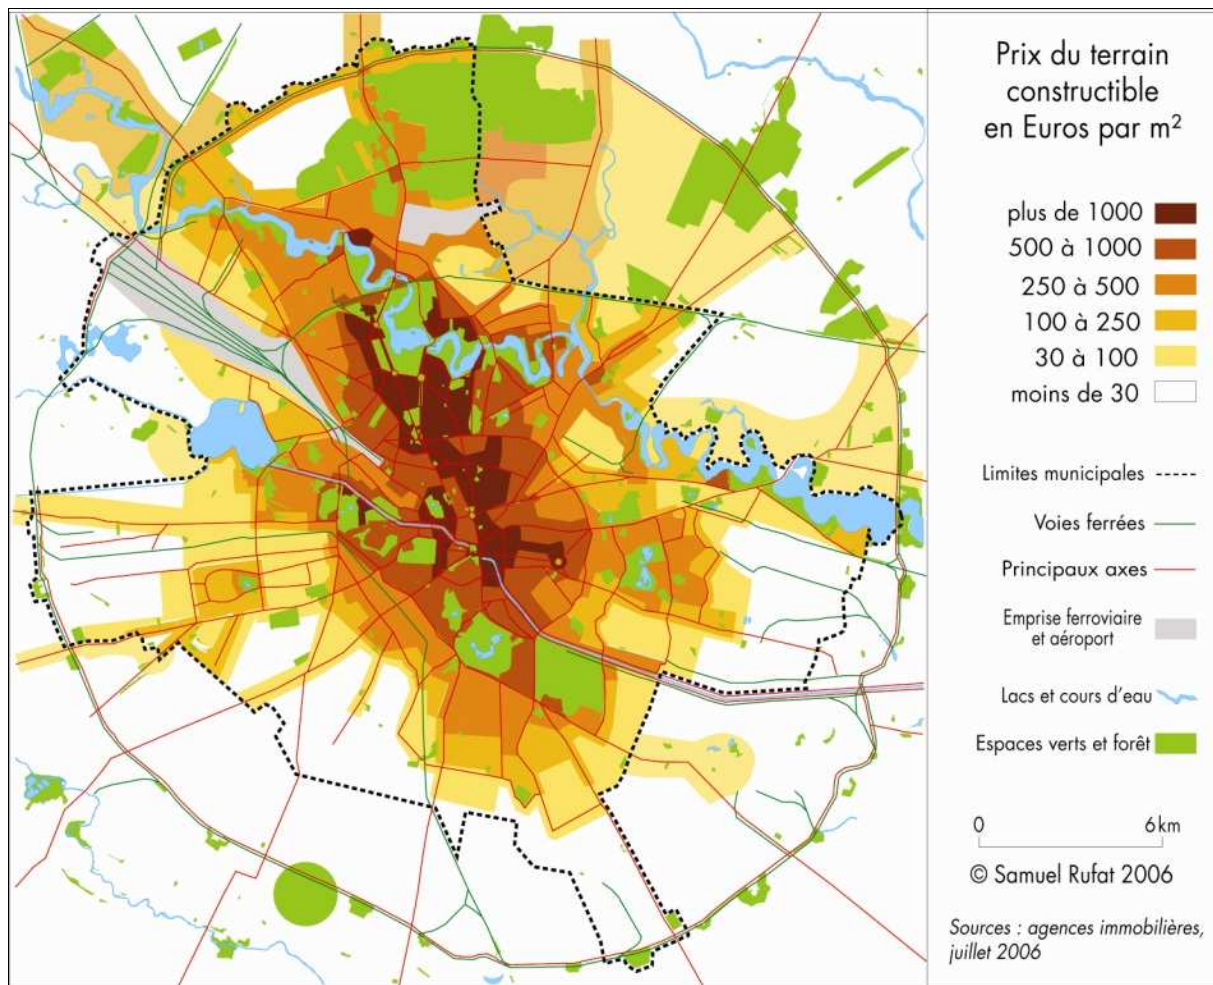 Prix du terrain
constructible
en Euros par m²
plus de 1000
500 à 1000
250 à 500
100 à 250
30 à 100
moins de 30
Limites municipales
Voies ferrées
Principaux axes
Emprise ferroviaire
et aéroport
Lacs et cours d'eau
Espaces verts et forêt
0 6 km
© Samuel Rufat 2006
Sources : agences immobilières,
juillet 2006